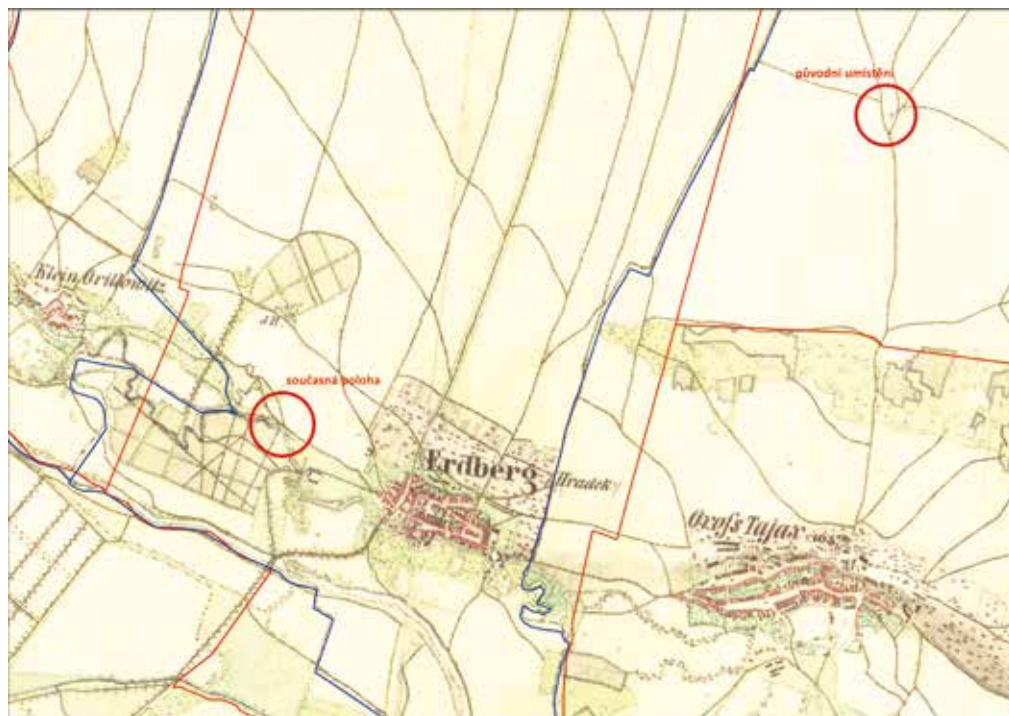 původní umístění
Klein Grillowitz
J.H.
současná poloha
Erdberg
Hradek
Groſs Tajax